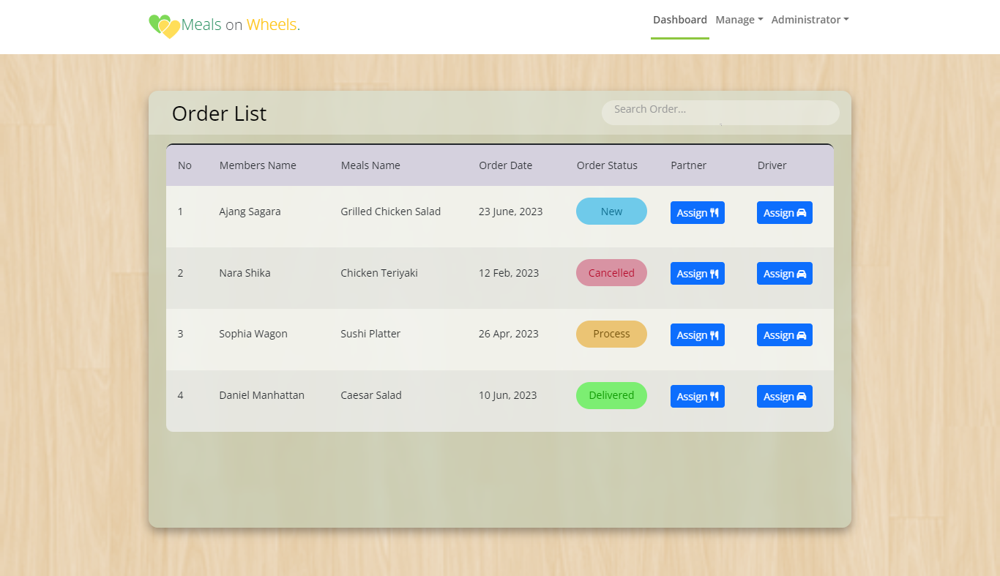 Meals on Wheels.
Dashboard Manage Administrator
Order List
Search Order...
No Members Name Meals Name Order Date Order Status Partner Driver
1 Ajang Sagara Grilled Chicken Salad 23 June, 2023 New Assign Assign
2 Nara Shika Chicken Teriyaki 12 Feb, 2023 Cancelled Assign Assign
3 Sophia Wagon Sushi Platter 26 Apr, 2023 Process Assign Assign
4 Daniel Manhattan Caesar Salad 10 Jun, 2023 Delivered Assign Assign